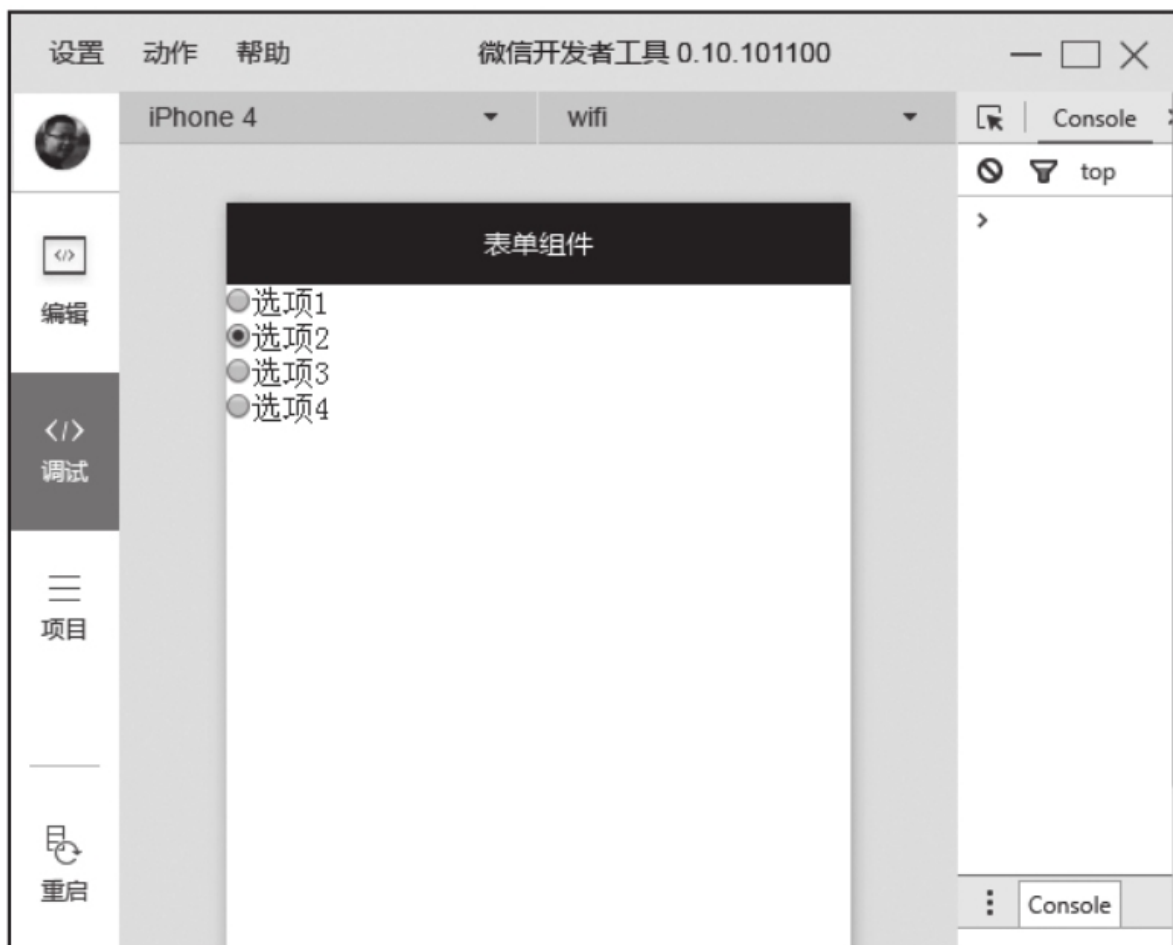 设置 动作 帮助 微信开发者工具 0.10.101100
iPhone 4 wifi Console
top
表单组件
选项1
选项2
选项3
选项4
</>
编辑
</>
调试
项目
重启
Console